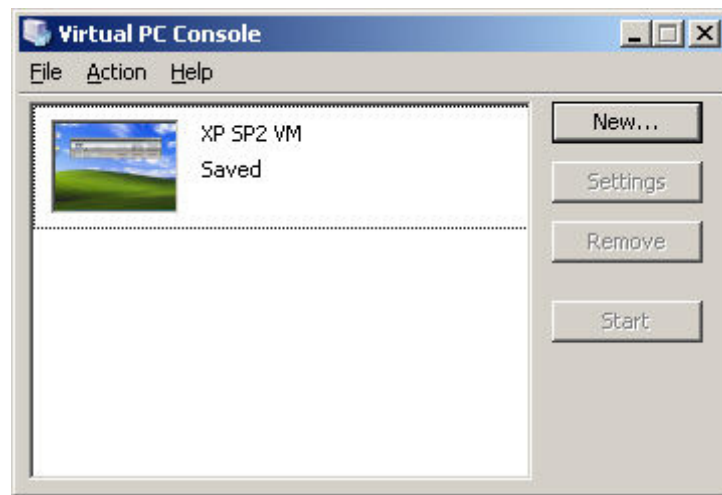 Virtual PC Console
File Action Help
XP SP2 VM
Saved
New...
Settings
Remove
Start